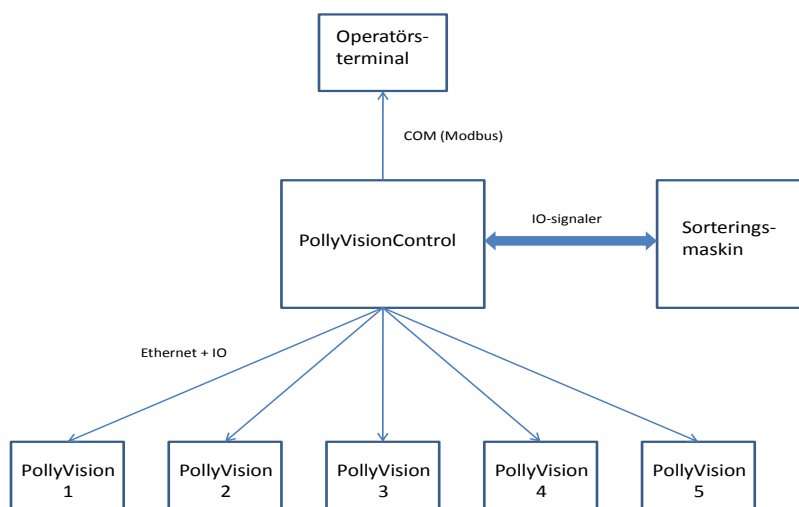 Operatörs-
terminal
COM (Modbus)
PollyVisionControl
IO-signaler
Sorterings-
maskin
Ethernet + IO
PollyVision
1
PollyVision
2
PollyVision
3
PollyVision
4
PollyVision
5